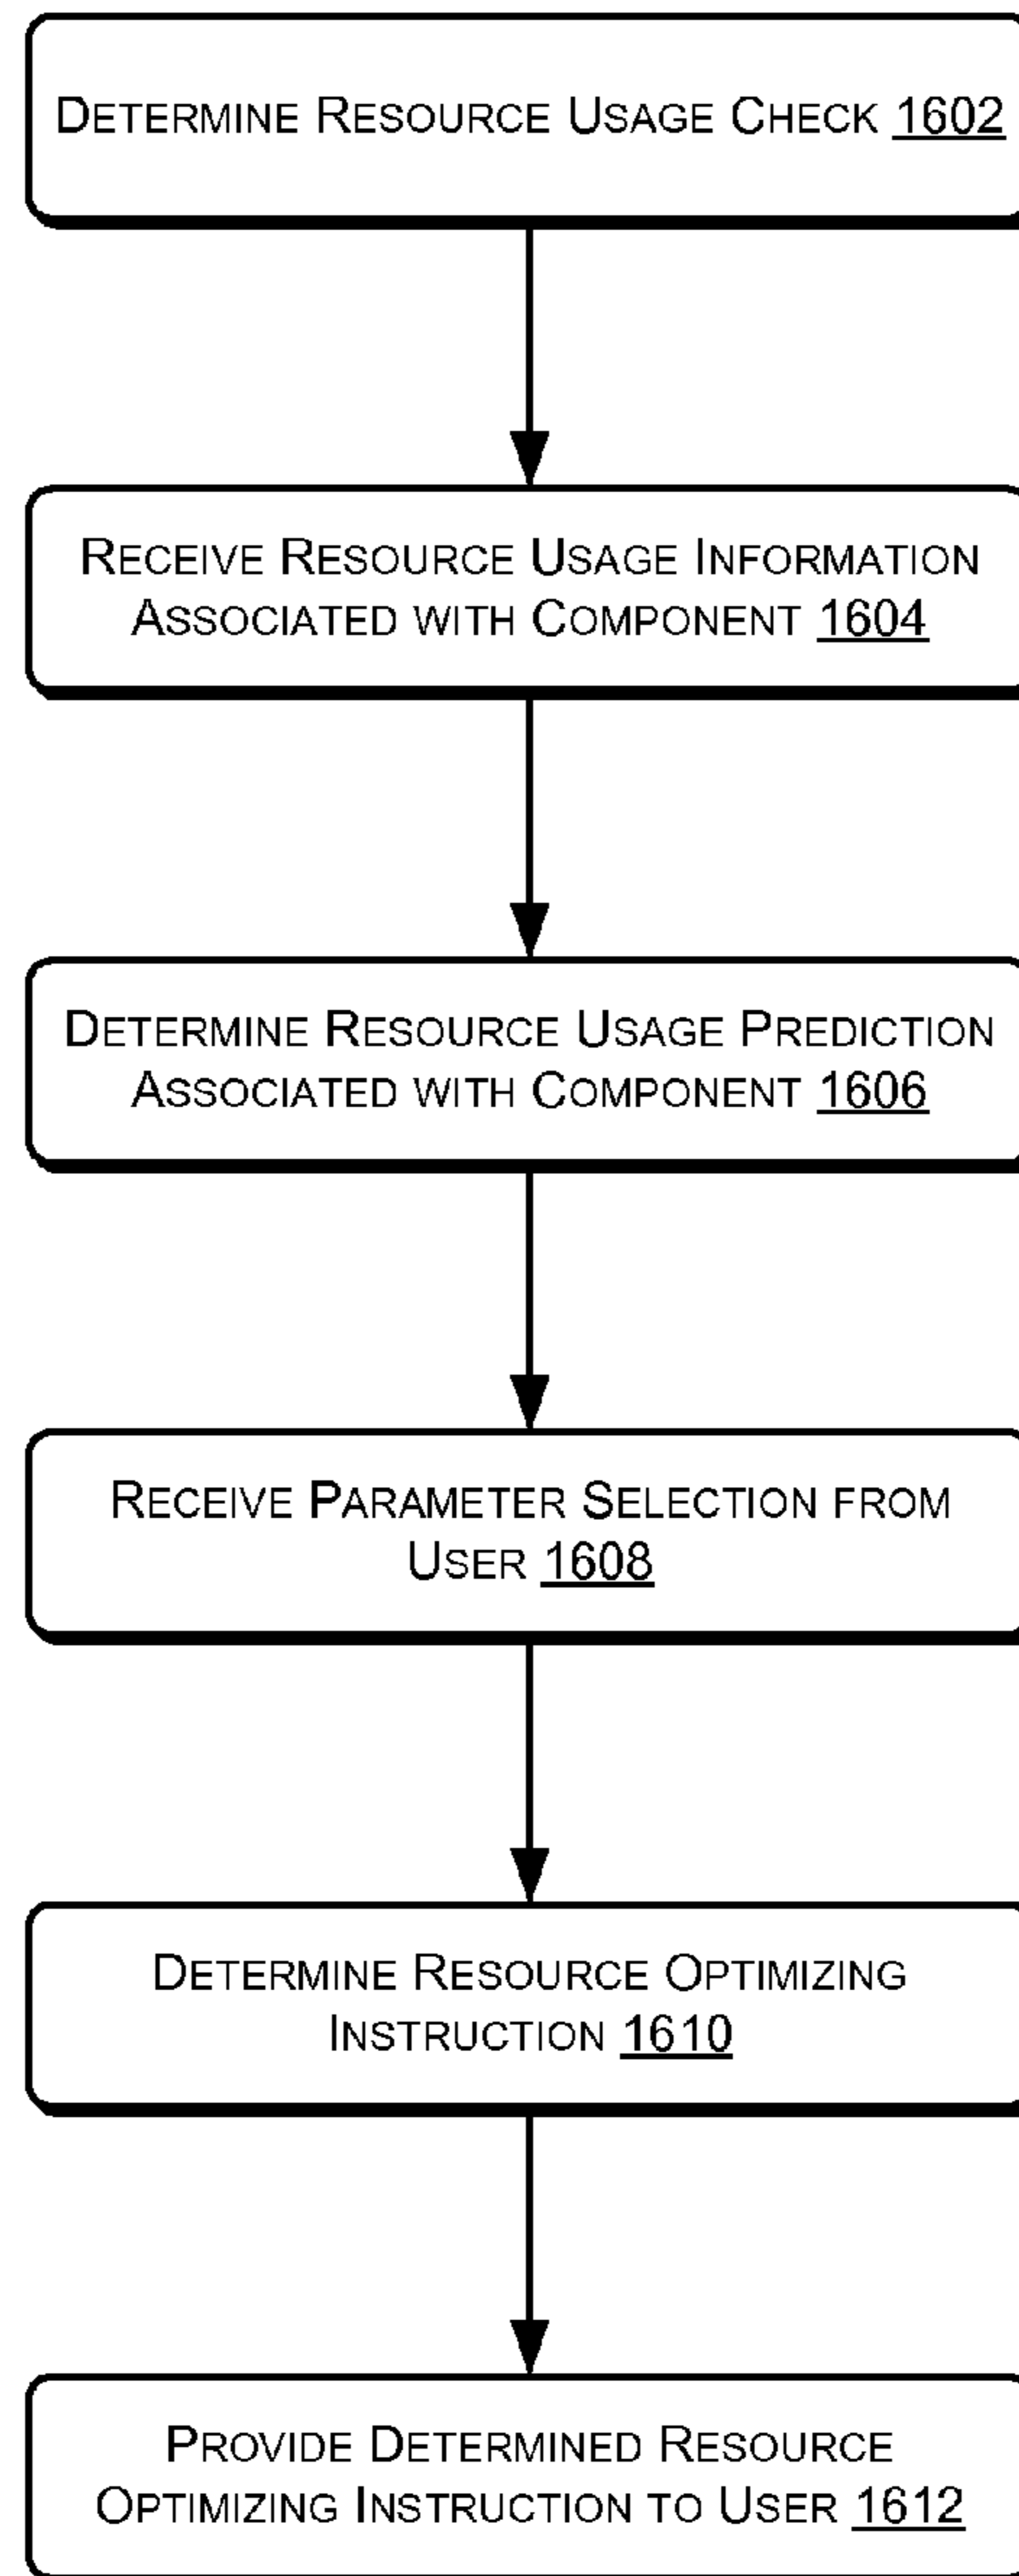 DETERMINE RESOURCE USAGE CHECK 1602
RECEIVE RESOURCE USAGE INFORMATION
ASSOCIATED WITH COMPONENT 1604
DETERMINE RESOURCE USAGE PREDICTION
ASSOCIATED WITH COMPONENT 1606
RECEIVE PARAMETER SELECTION FROM
USER 1608
DETERMINE RESOURCE OPTIMIZING
INSTRUCTION 1610
PROVIDE DETERMINED RESOURCE
OPTIMIZING INSTRUCTION TO USER 1612